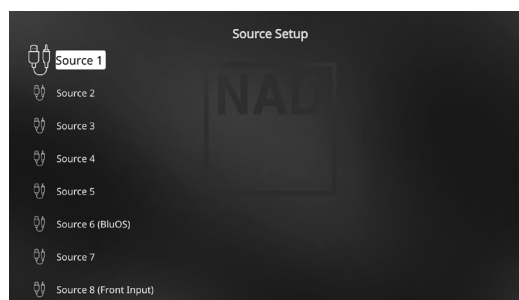 Source Setup
Source 1
NAD
Source 2
Source 3
Source 4
Source 5
Source 6 (BluOS)
Source 7
Source 8 (Front Input)